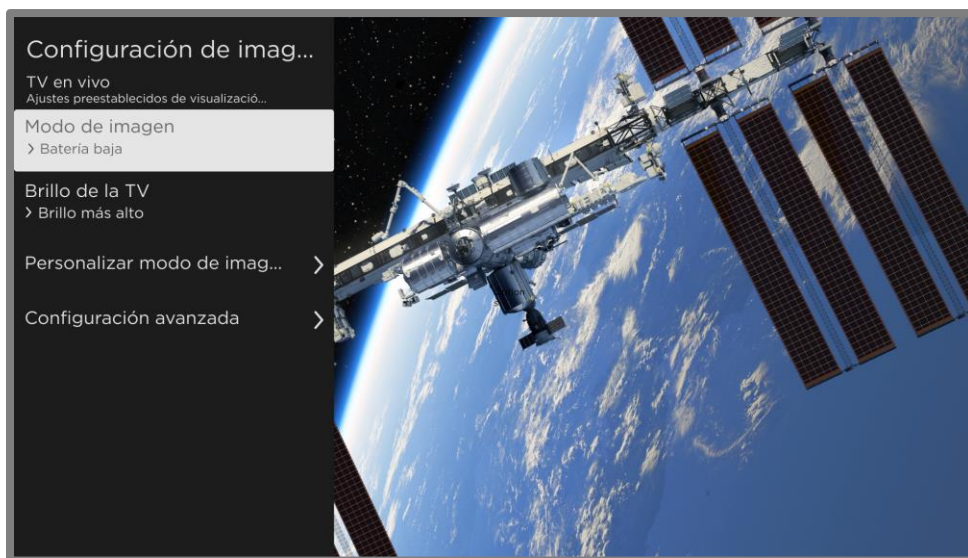 Configuración de imag...
TV en vivo
Ajustes preestablecidos de visualizació...
Modo de imagen
> Batería baja
Brillo de la TV
> Brillo más alto
Personalizar modo de imag... >
Configuración avanzada >